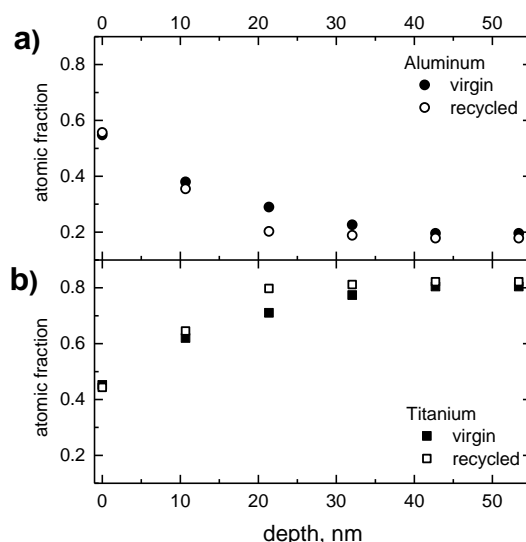 0 10 20 30 40 50
a)
Aluminum
virgin
recycled
atomic fraction
0.8
0.6
0.4
0.2
b)
Titanium
virgin
recycled
atomic fraction
0.8
0.6
0.4
0.2
0 10 20 30 40 50
depth, nm